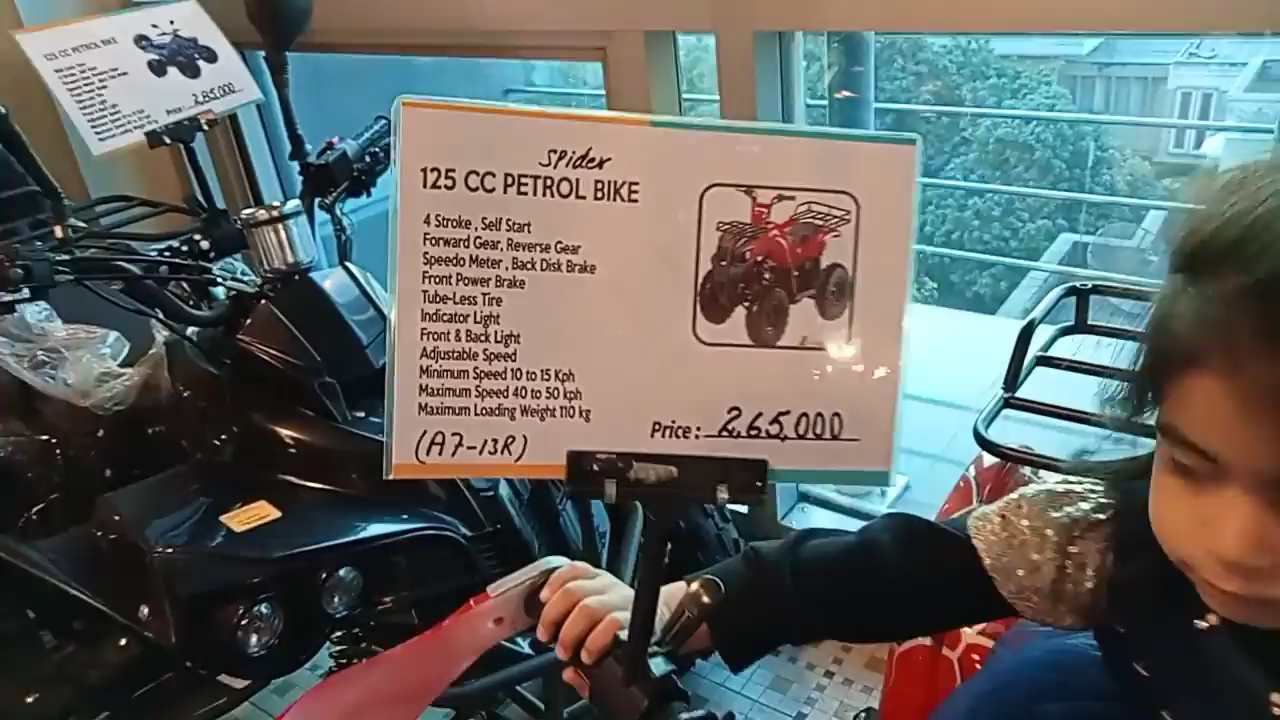 125 CC PETROL BIKE
Price: 2,85,000
Spider
125 CC PETROL BIKE
4 Stroke , Self Start
Forward Gear, Reverse Gear
Speedo Meter , Back Disk Brake
Front Power Brake
Tube-Less Tire
Indicator Light
Front & Back Light
Adjustable Speed
Minimum Speed 10 to 15 Kph
Maximum Speed 40 to 50 kph
Maximum Loading Weight 110 kg
(A7-13R)
Price: 2,65,000